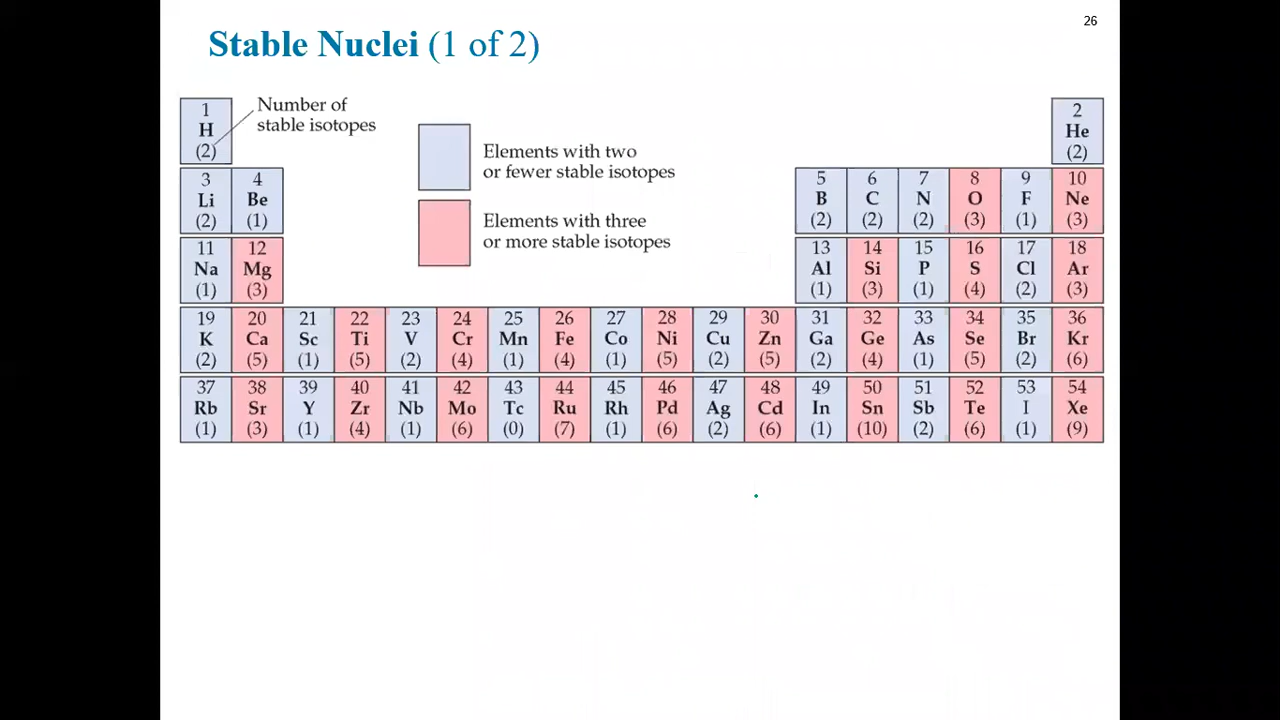 26
Stable Nuclei (1 of 2)
Number of
stable isotopes
Elements with two
or fewer stable isotopes
Elements with three
or more stable isotopes
1 2
H He
(2) (2)
3 4 5 6 7 8 9 10
Li Be B C N O F Ne
(2) (1) (2) (2) (2) (3) (1) (3)
11 12 13 14 15 16 17 18
Na Mg Al Si P S Cl Ar
(1) (3) (1) (3) (1) (4) (2) (3)
19 20 21 22 23 24 25 26 27 28 29 30 31 32 33 34 35 36
K Ca Sc Ti V Cr Mn Fe Co Ni Cu Zn Ga Ge As Se Br Kr
(2) (5) (1) (5) (2) (4) (1) (4) (1) (5) (2) (5) (2) (4) (1) (5) (2) (6)
37 38 39 40 41 42 43 44 45 46 47 48 49 50 51 52 53 54
Rb Sr Y Zr Nb Mo Tc Ru Rh Pd Ag Cd In Sn Sb Te I Xe
(1) (3) (1) (4) (1) (6) (0) (7) (1) (6) (2) (6) (1) (10) (2) (6) (1) (9)